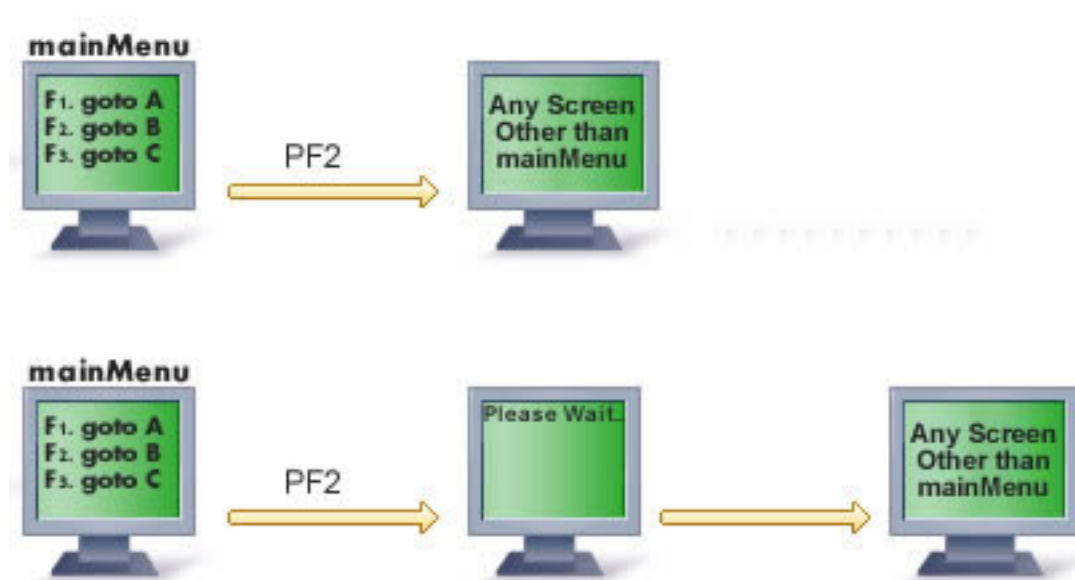 mainMenu
F1. goto A
F2. goto B
F3. goto C
PF2
Any Screen
Other than
mainMenu
mainMenu
F1. goto A
F2. goto B
F3. goto C
PF2
Please Wait..
Any Screen
Other than
mainMenu